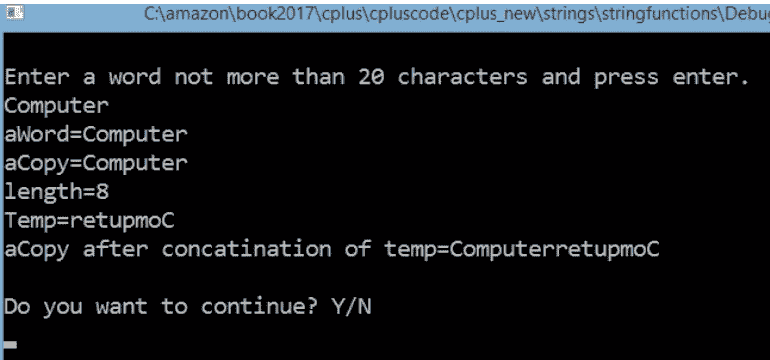 C:\amazon\book2017\cplus\cpluscode\cplus_new\strings\stringfunctions\Debug
Enter a word not more than 20 characters and press enter.
Computer
aWord=Computer
aCopy=Computer
length=8
Temp=retupmoC
aCopy after concatination of temp=ComputerretupmoC
Do you want to continue? Y/N